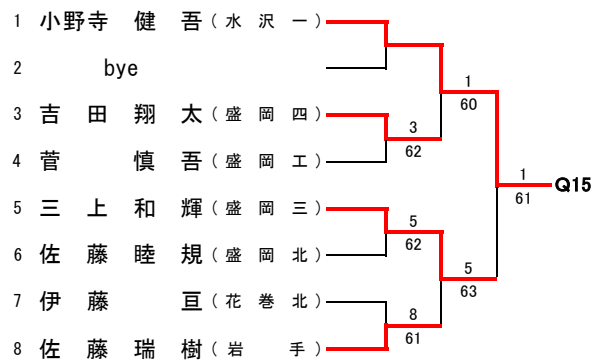 1 小野寺 健 吾 ( 水 沢 一 )
1
2 bye
60
3 吉 田 翔 太 ( 盛 岡 四 )
3
62
4 菅 慎 吾 ( 盛 岡 工 )
1
Q15
61
5 三 上 和 輝 ( 盛 岡 三 )
5
62
6 佐 藤 睦 規 ( 盛 岡 北 )
5
63
7 伊 藤 亘 ( 花 巻 北 )
8
61
8 佐 藤 瑞 樹 ( 岩 手 )